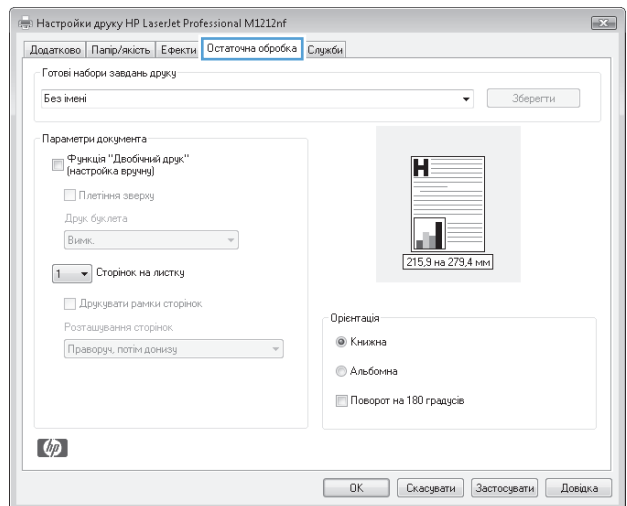 Настройки друку HP LaserJet Professional M1212nf
Додатково Папір/якість Ефекти Остаточна обробка Служби
Готові набори завдань друку
Без імені
Зберегти
Параметри документа
Функція "Двобічний друк"
(настройка вручну)
Плетіння зверху
Друк буклета
Вимк.
1 Сторінок на листку
Друкувати рамки сторінок
Розташування сторінок
Праворуч, потім донизу
H
215,9 на 279,4 мм
Орієнтація
Книжна
Альбомна
Поворот на 180 градусів
hp
OK Скасувати Застосувати Довідка